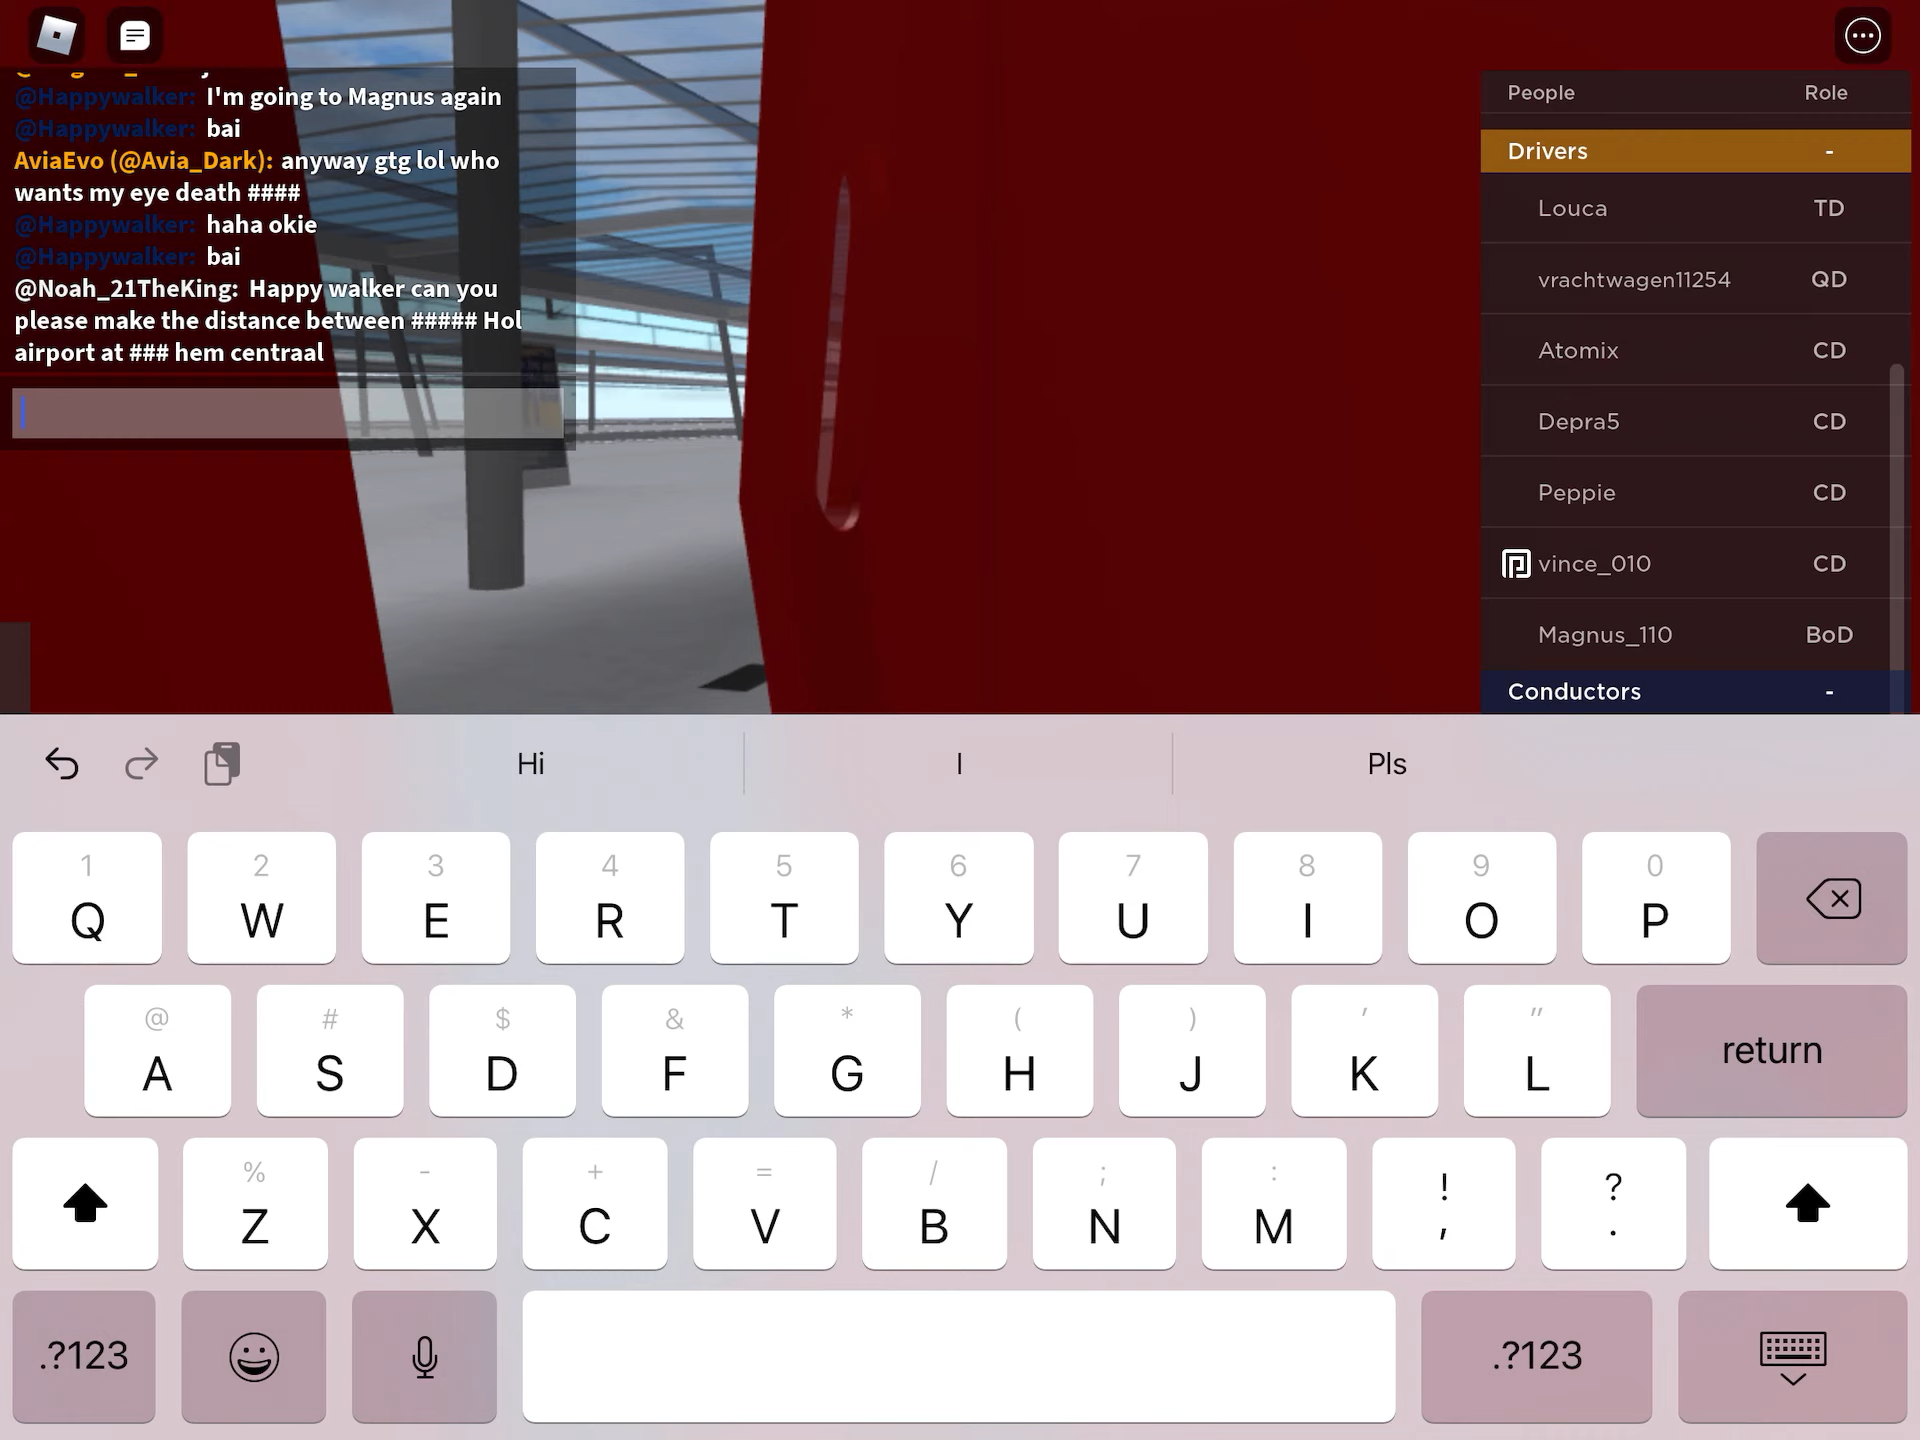 @Happywalker: I'm going to Magnus again
@Happywalker: bai
AviaEvo (@Avia_Dark): anyway gtg lol who
wants my eye death ####
@Happywalker: haha okie
@Happywalker: bai
@Noah_21TheKing: Happy walker can you
please make the distance between ##### Hol
airport at ### hem centraal
People Role
Drivers -
Louca TD
vrachtwagen11254 QD
Atomix CD
Depra5 CD
Peppie CD
vince_010 CD
Magnus_110 BoD
Conductors -
Hi I Pls
1 2 3 4 5 6 7 8 9 0
Q W E R T Y U I O P
@ # $ & * ( ) ' "
A S D F G H J K L return
% - + = / ; : ! ?
Z X C V B N M , .
.?123 .?123